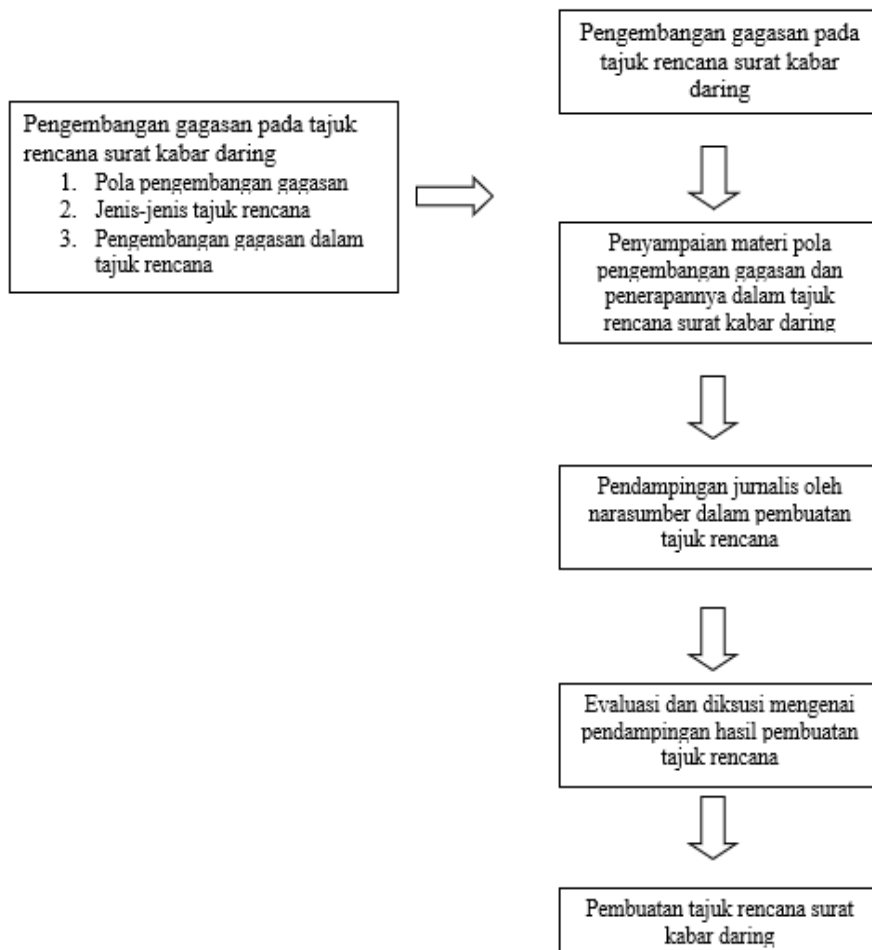 Pengembangan gagasan pada
tajuk rencana surat kabar
daring
Pengembangan gagasan pada tajuk
rencana surat kabar daring
1. Pola pengembangan gagasan
2. Jenis-jenis tajuk rencana
3. Pengembangan gagasan dalam
tajuk rencana
Penyampaian materi pola
pengembangan gagasan dan
penerapannya dalam tajuk
rencana surat kabar daring
Pendampingan jurnalis oleh
narasumber dalam pembuatan
tajuk rencana
Evaluasi dan diksusi mengenai
pendampingan hasil pembuatan
tajuk rencana
Pembuatan tajuk rencana surat
kabar daring